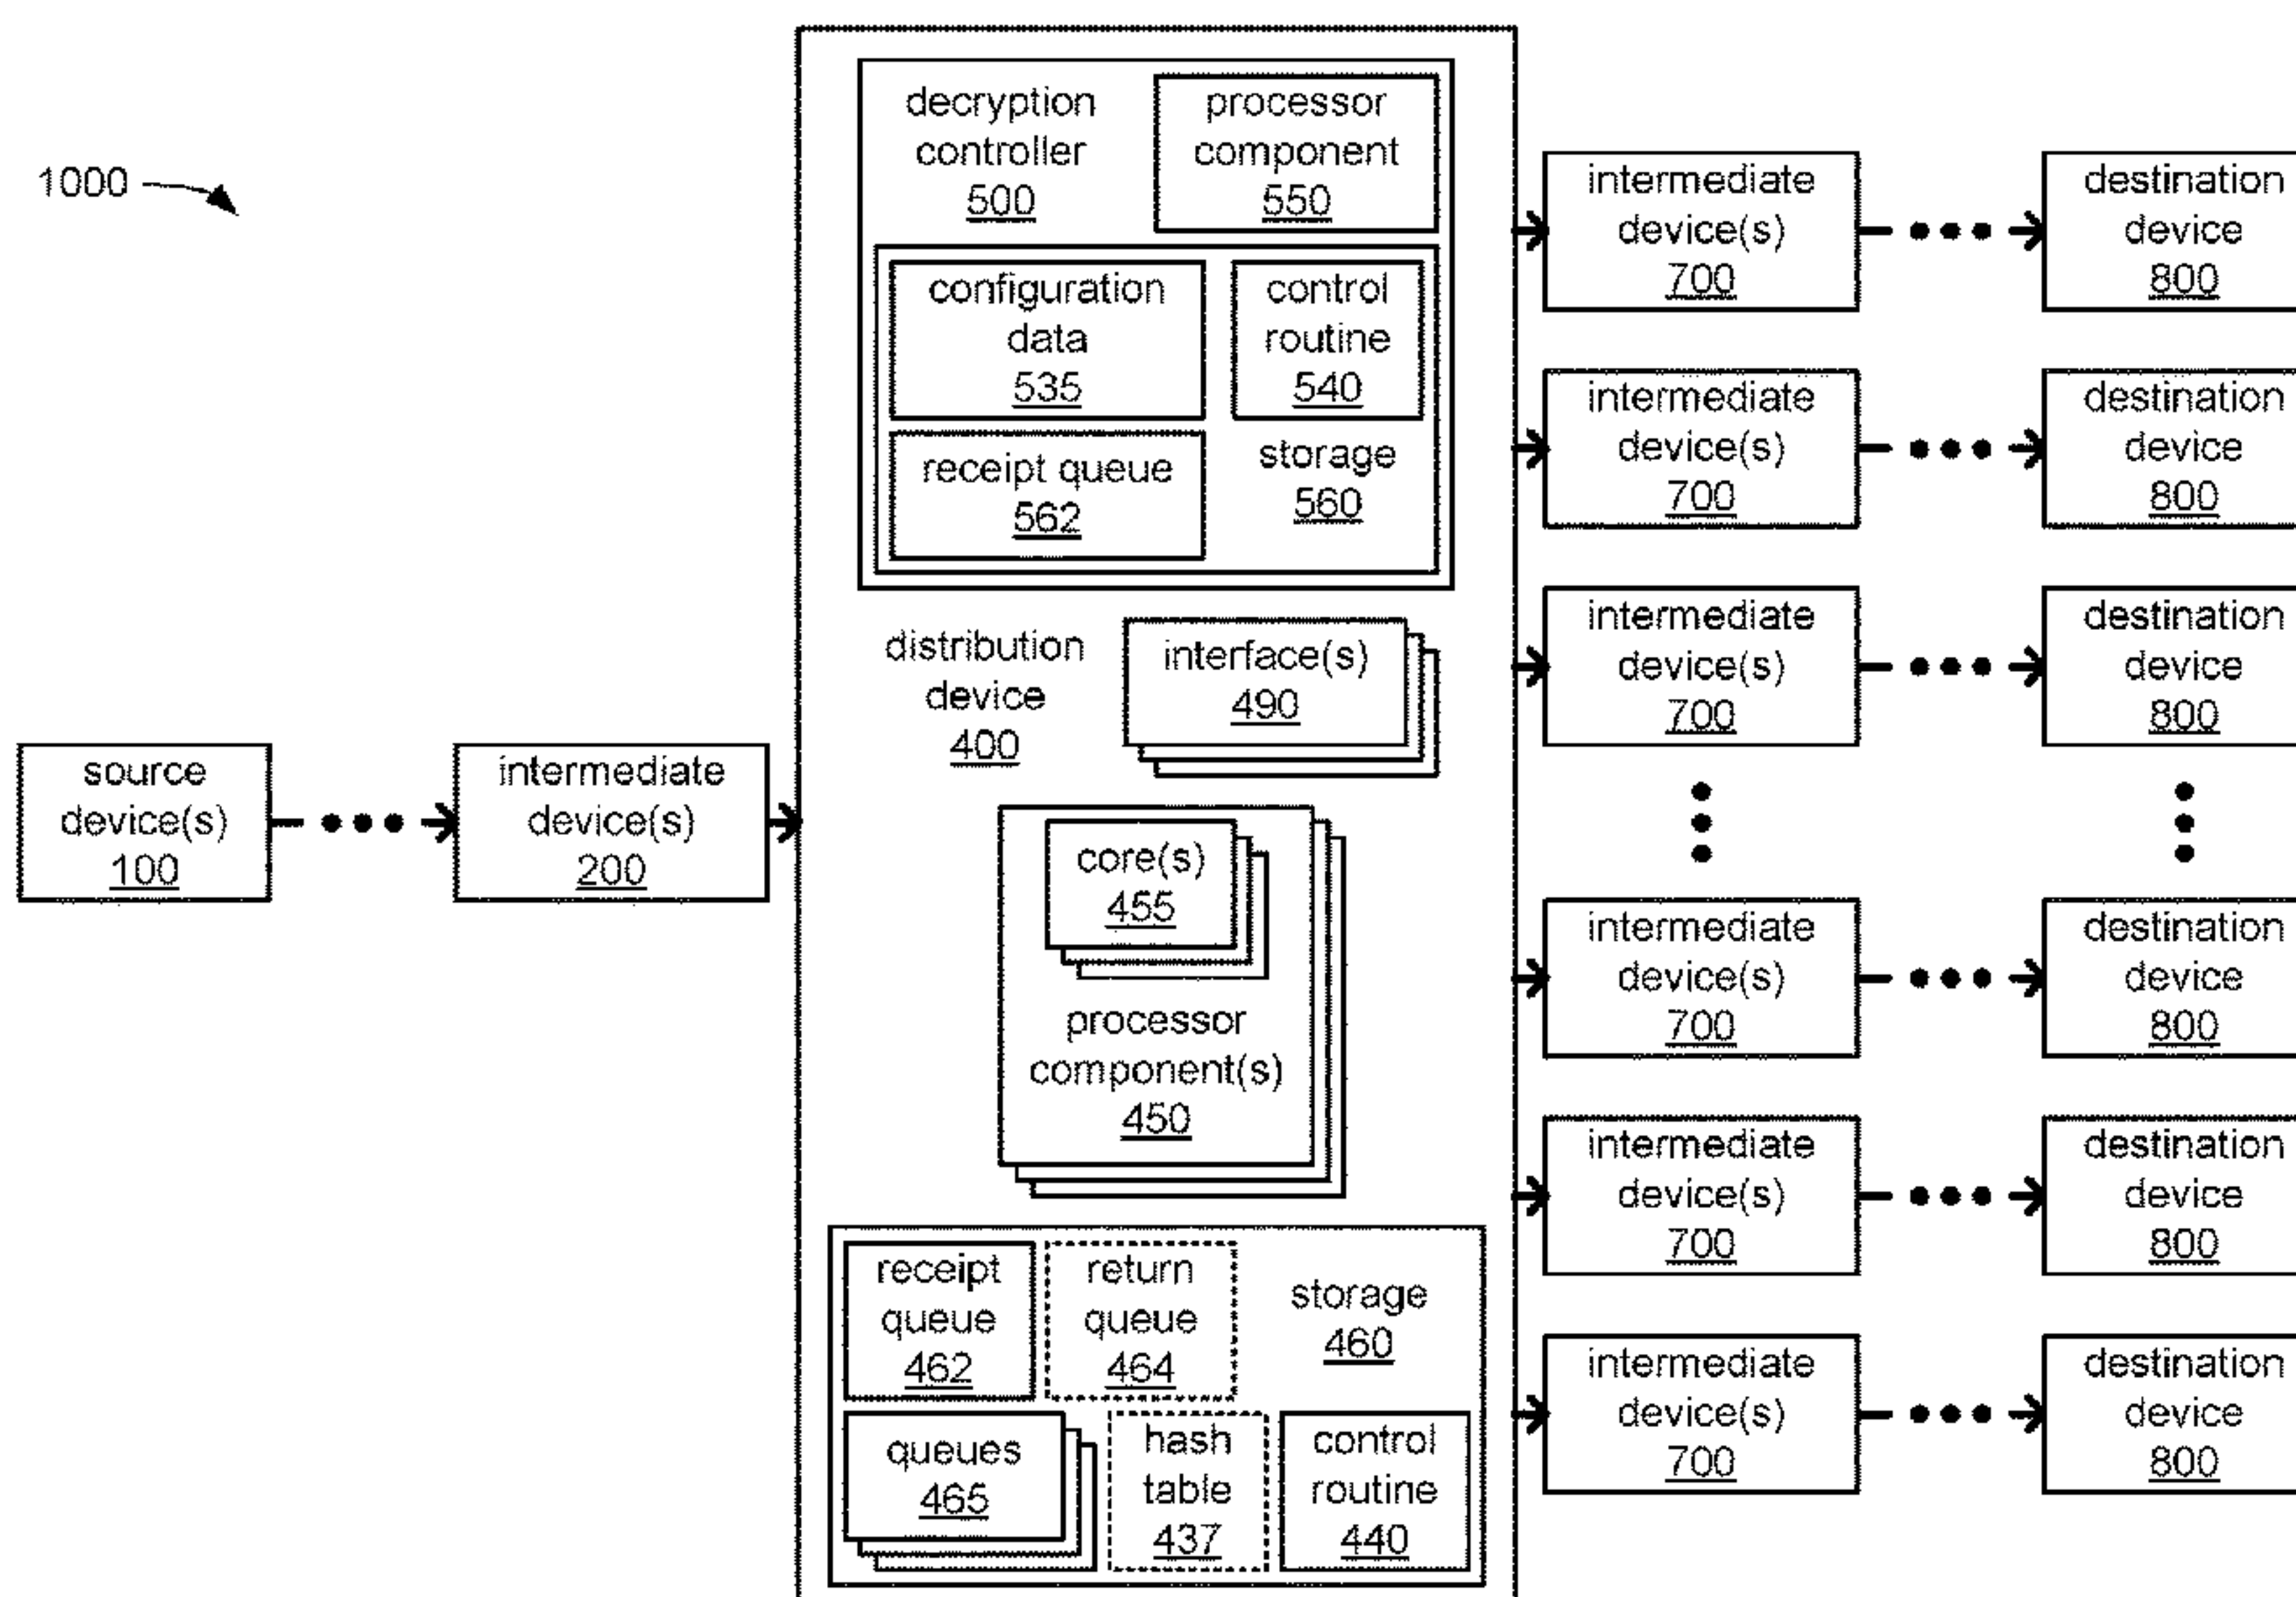 1000
source
device(s)
100
intermediate
device(s)
200
decryption
controller
500
processor
component
550
configuration
data
535
control
routine
540
receipt queue
562
storage
560
distribution
device
400
interface(s)
490
core(s)
455
processor
component(s)
450
receipt
queue
462
return
queue
464
storage
460
queues
465
hash
table
437
control
routine
440
intermediate
device(s)
700
destination
device
800
intermediate
device(s)
700
destination
device
800
intermediate
device(s)
700
destination
device
800
intermediate
device(s)
700
destination
device
800
intermediate
device(s)
700
destination
device
800
intermediate
device(s)
700
destination
device
800